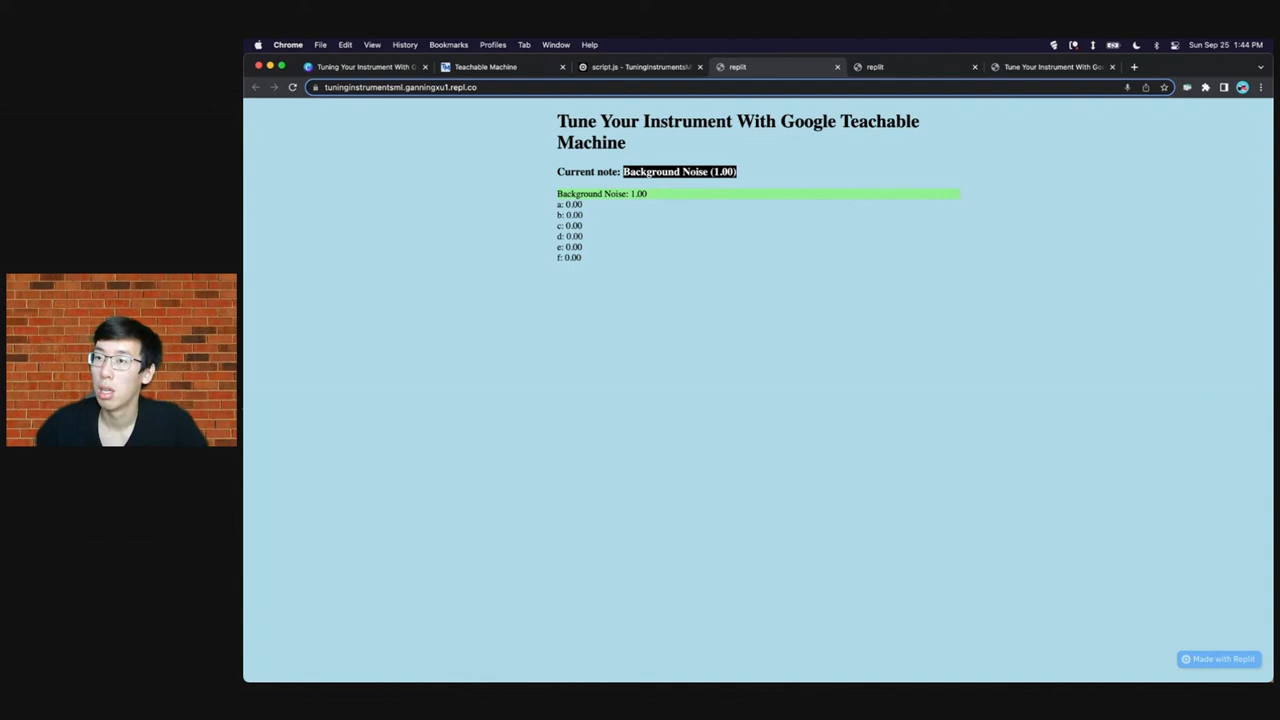 Chrome File Edit View History Bookmarks Profiles Tab Window Help Sun Sep 25 1:44 PM
Tuning Your Instrument With G Teachable Machine script.js - TuningInstrumentsM replit replit Tune Your Instrument With Go
tuninginstrumentsml.ganningxu1.repl.co
Tune Your Instrument With Google Teachable
Machine
Current note: Background Noise (1.00)
Background Noise: 1.00
a: 0.00
b: 0.00
c: 0.00
d: 0.00
e: 0.00
f: 0.00
Made with Replit